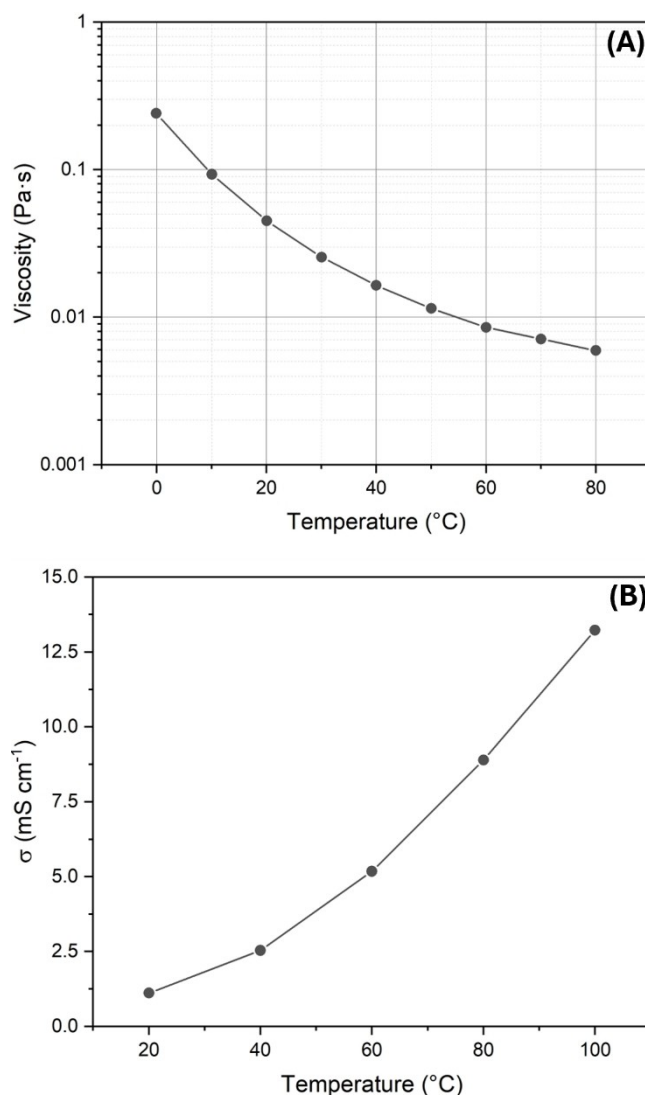 (A)
Viscosity (Pa·s)
1
0.1
0.01
0.001
0 20 40 60 80
Temperature (°C)
(B)
σ (mS cm⁻¹)
15.0
12.5
10.0
7.5
5.0
2.5
0.0
20 40 60 80 100
Temperature (°C)